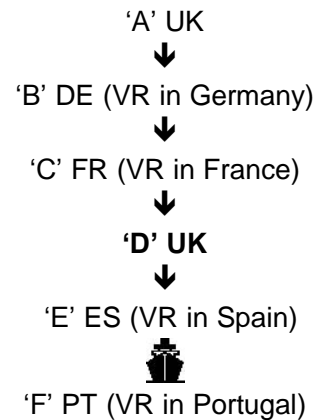 ‘A’ UK
‘B’ DE (VR in Germany)
‘C’ FR (VR in France)
‘D’ UK
‘E’ ES (VR in Spain)
‘F’ PT (VR in Portugal)